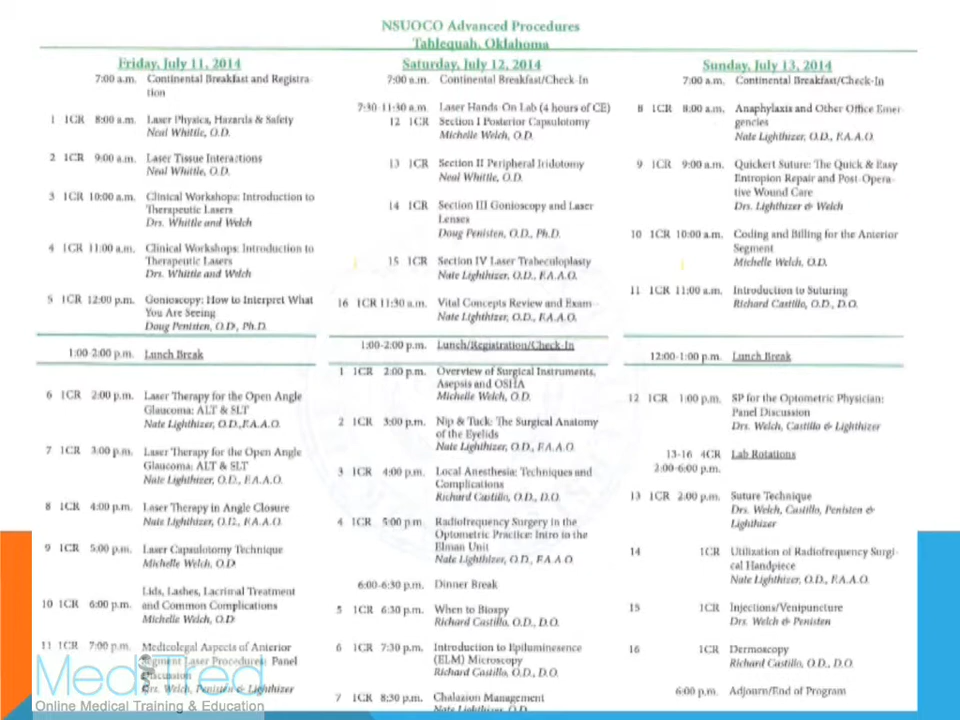 NSUOCO Advanced Procedures
Tahlequah, Oklahoma
Friday, July 11, 2014
7:00 a.m. Continental Breakfast and Registra-
tion
1 1CR 8:00 a.m. Laser Physics, Hazards & Safety
Neal Whittle, O.D.
2 1CR 9:00 a.m. Laser Tissue Interactions
Neal Whittle, O.D.
3 1CR 10:00 a.m. Clinical Workshops: Introduction to
Therapeutic Lasers
Drs. Whittle and Welch
4 1CR 11:00 a.m. Clinical Workshops: Introduction to
Therapeutic Lasers
Drs. Whittle and Welch
5 1CR 12:00 p.m. Gonioscopy: How to Interpret What
You Are Seeing
Doug Penisten, O.D., Ph.D.
1:00-2:00 p.m. Lunch Break
6 1CR 2:00 p.m. Laser Therapy for the Open Angle
Glaucoma: ALT & SLT
Nate Lighthizer, O.D.,F.A.A.O.
7 1CR 3:00 p.m. Laser Therapy for the Open Angle
Glaucoma: ALT & SLT
Nate Lighthizer, O.D., F.A.A.O.
8 1CR 4:00 p.m. Laser Therapy in Angle Closure
Nate Lighthizer, O.D., F.A.A.O.
9 1CR 5:00 p.m. Laser Capsulotomy Technique
Michelle Welch, O.D.
10 1CR 6:00 p.m. Lids, Lashes, Lacrimal Treatment
and Common Complications
Michelle Welch, O.D.
11 1CR 7:00 p.m. Medicolegal Aspects of Anterior
Segment Laser Procedures: Panel
Discussion
Drs. Welch, Penisten & Lighthizer
Saturday, July 12, 2014
7:00 a.m. Continental Breakfast/Check-In
7:30-11:30 a.m. Laser Hands On Lab (4 hours of CE)
12 1CR Section I Posterior Capsulotomy
Michelle Welch, O.D.
13 1CR Section II Peripheral Iridotomy
Neal Whittle, O.D.
14 1CR Section III Gonioscopy and Laser
Lenses
Doug Penisten, O.D., Ph.D.
15 1CR Section IV Laser Trabeculoplasty
Nate Lighthizer, O.D., F.A.A.O.
16 1CR 11:30 a.m. Vital Concepts Review and Exam
Nate Lighthizer, O.D., F.A.A.O.
1:00-2:00 p.m. Lunch/Registration/Check-In
1 1CR 2:00 p.m. Overview of Surgical Instruments,
Asepsis and OSHA
Michelle Welch, O.D.
2 1CR 3:00 p.m. Nip & Tuck: The Surgical Anatomy
of the Eyelids
Nate Lighthizer, O.D., F.A.A.O.
3 1CR 4:00 p.m. Local Anesthesia: Techniques and
Complications
Richard Castillo, O.D., D.O.
4 1CR 5:00 p.m. Radiofrequency Surgery in the
Optometric Practice: Intro to the
Elman Unit
Nate Lighthizer, O.D., F.A.A.O.
6:00-6:30 p.m. Dinner Break
5 1CR 6:30 p.m. When to Biospy
Richard Castillo, O.D., D.O.
6 1CR 7:30 p.m. Introduction to Epiluminesence
(ELM) Microscopy
Richard Castillo, O.D., D.O.
7 1CR 8:30 p.m. Chalazion Management
Nate Lighthizer, O.D.
Sunday, July 13, 2014
7:00 a.m. Continental Breakfast/Check-In
8 1CR 8:00 a.m. Anaphylaxis and Other Office Emer-
gencies
Nate Lighthizer, O.D., F.A.A.O.
9 1CR 9:00 a.m. Quickert Suture: The Quick & Easy
Entropion Repair and Post-Opera-
tive Wound Care
Drs. Lighthizer & Welch
10 1CR 10:00 a.m. Coding and Billing for the Anterior
Segment
Michelle Welch, O.D.
11 1CR 11:00 a.m. Introduction to Suturing
Richard Castillo, O.D., D.O.
12:00-1:00 p.m. Lunch Break
12 1CR 1:00 p.m. SP for the Optometric Physician:
Panel Discussion
Drs. Welch, Castillo & Lighthizer
13-16 4CR Lab Rotations
2:00-6:00 p.m.
13 1CR 2:00 p.m. Suture Technique
Drs. Welch, Castillo, Penisten &
Lighthizer
14 1CR Utilization of Radiofrequency Surgi-
cal Handpiece
Nate Lighthizer, O.D., F.A.A.O.
15 1CR Injections/Venipuncture
Drs. Welch & Penisten
16 1CR Dermoscopy
Richard Castillo, O.D., D.O.
6:00 p.m. Adjourn/End of Program
MediTred
Online Medical Training & Education